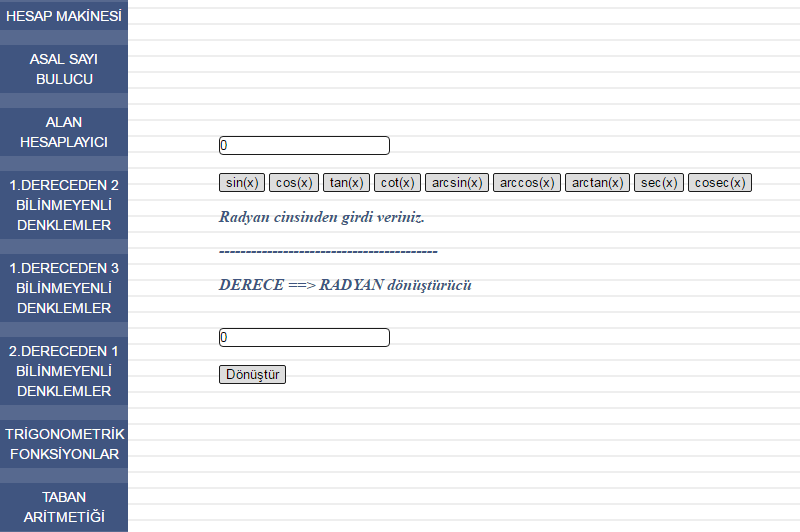 HESAP MAKİNESİ
ASAL SAYI
BULUCU
ALAN
HESAPLAYICI
1.DERECEDEN 2
BİLİNMEYENLİ
DENKLEMLER
1.DERECEDEN 3
BİLİNMEYENLİ
DENKLEMLER
2.DERECEDEN 1
BİLİNMEYENLİ
DENKLEMLER
TRİGONOMETRİK
FONKSİYONLAR
TABAN
ARİTMETİĞİ
0
sin(x) cos(x) tan(x) cot(x) arcsin(x) arccos(x) arctan(x) sec(x) cosec(x)
Radyan cinsinden girdi veriniz.
-----------------------------------------
DERECE ==> RADYAN dönüştürücü
0
Dönüştür